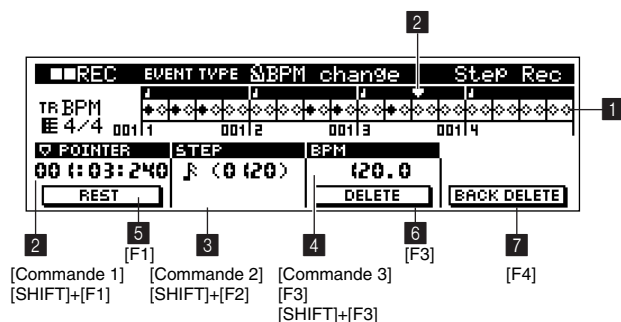 2
■■REC EVENT TYPE BPM change Step Rec
TR BPM
4/4 001|1 001|2 001|3 001|4
1
POINTER STEP BPM
001:03:240 (0120) 120.0
REST DELETE BACK DELETE
2 5 3 4 6 7
[F1] [F3]
[Commande 1] [Commande 2] [Commande 3] [F4]
[SHIFT]+[F1] [SHIFT]+[F2] [F3]
[SHIFT]+[F3]